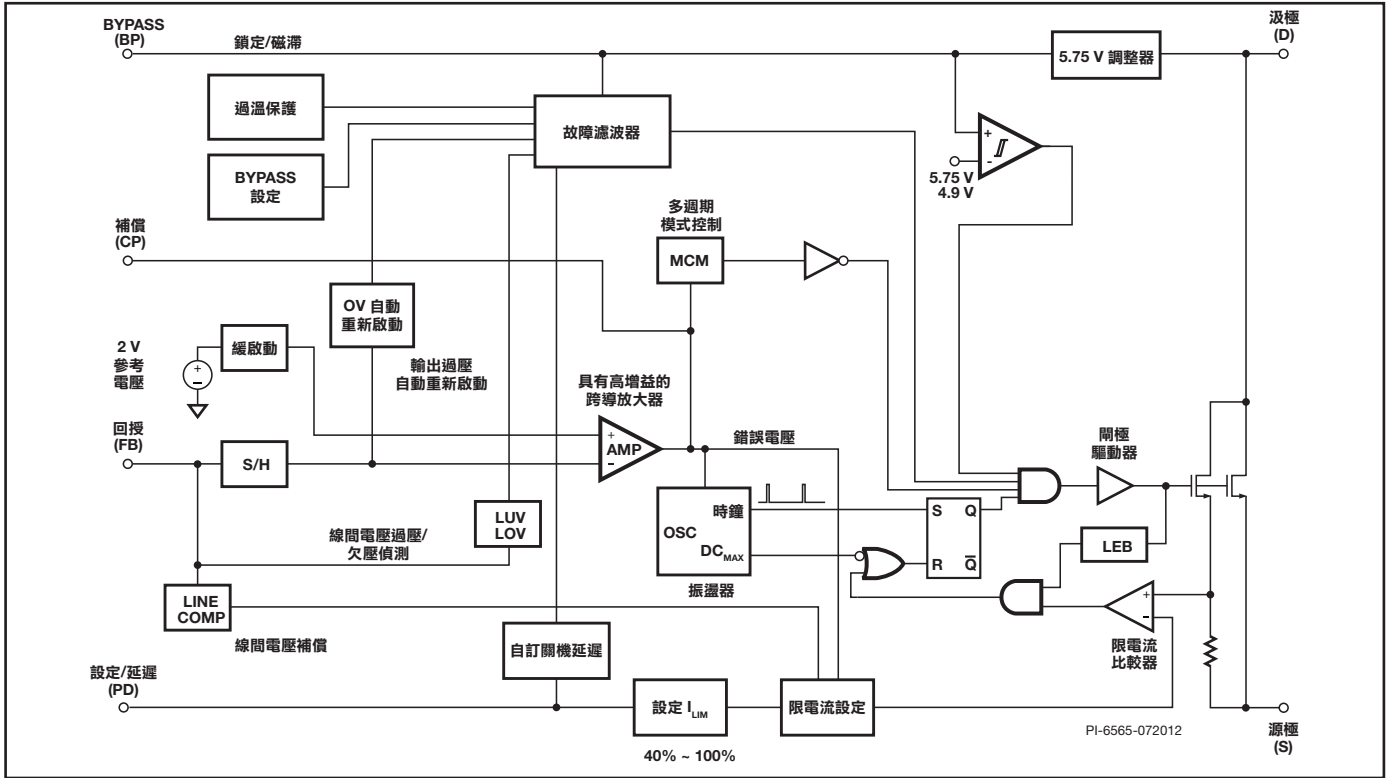 BYPASS
(BP)
鎖定/磁滯
汲極
(D)
5.75 V 調整器
過溫保護
故障濾波器
BYPASS
設定
+
-
5.75 V
4.9 V
補償
(CP)
多週期
模式控制
MCM
OV 自動
重新啟動
2 V
參考
電壓
+
–
緩啟動
輸出過壓
自動重新啟動
具有高增益的
跨導放大器
回授
(FB)
S/H
+
AMP
–
錯誤電壓
閘極
驅動器
LUV
LOV
線間電壓過壓/
欠壓偵測
時鐘
OSC
DCMAX
振盪器
S Q
R Q̅
LEB
LINE
COMP
線間電壓補償
+
-
限電流
比較器
自訂關機延遲
設定/延遲
(PD)
設定 ILIM
限電流設定
40% ~ 100%
PI-6565-072012
源極
(S)